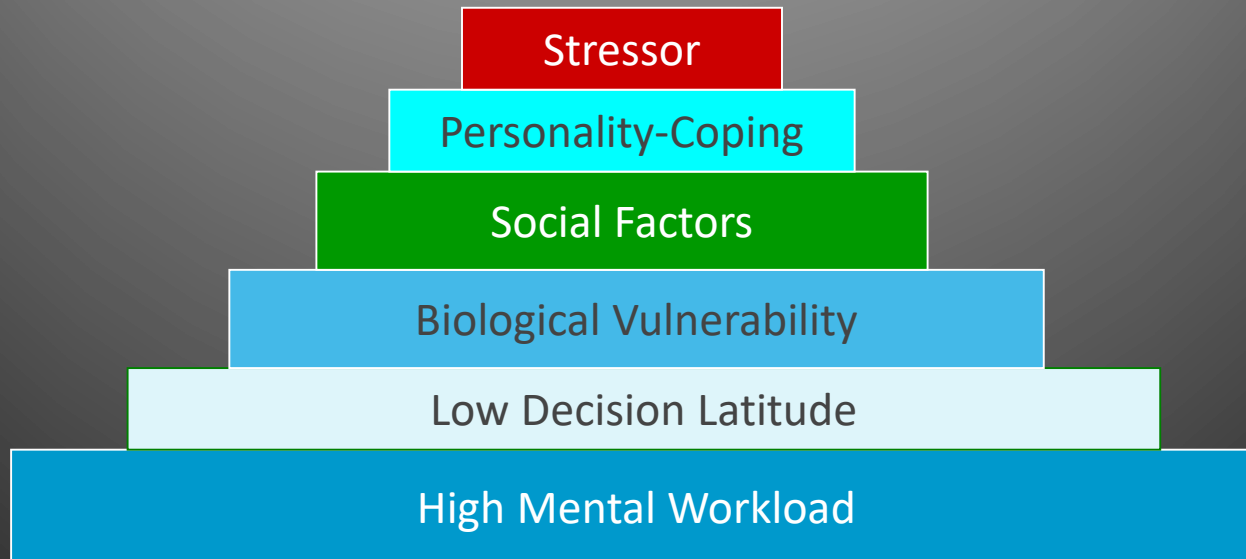 Stressor
Personality-Coping
Social Factors
Biological Vulnerability
Low Decision Latitude
High Mental Workload